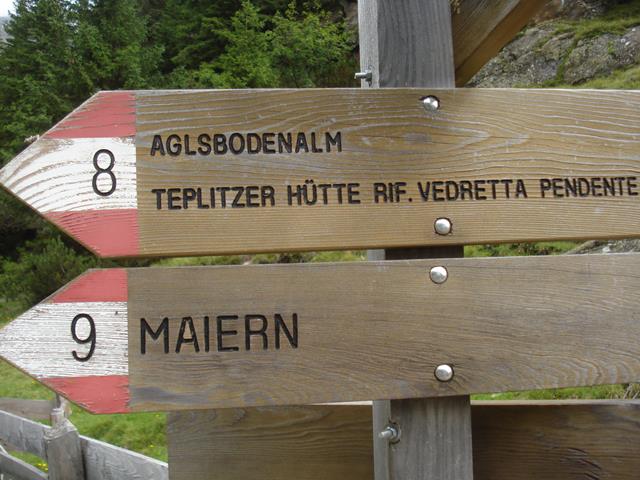 8 AGLSBODENALM
TEPLITZER HÜTTE RIF. VEDRETTA PENDENTE
9 MAIERN